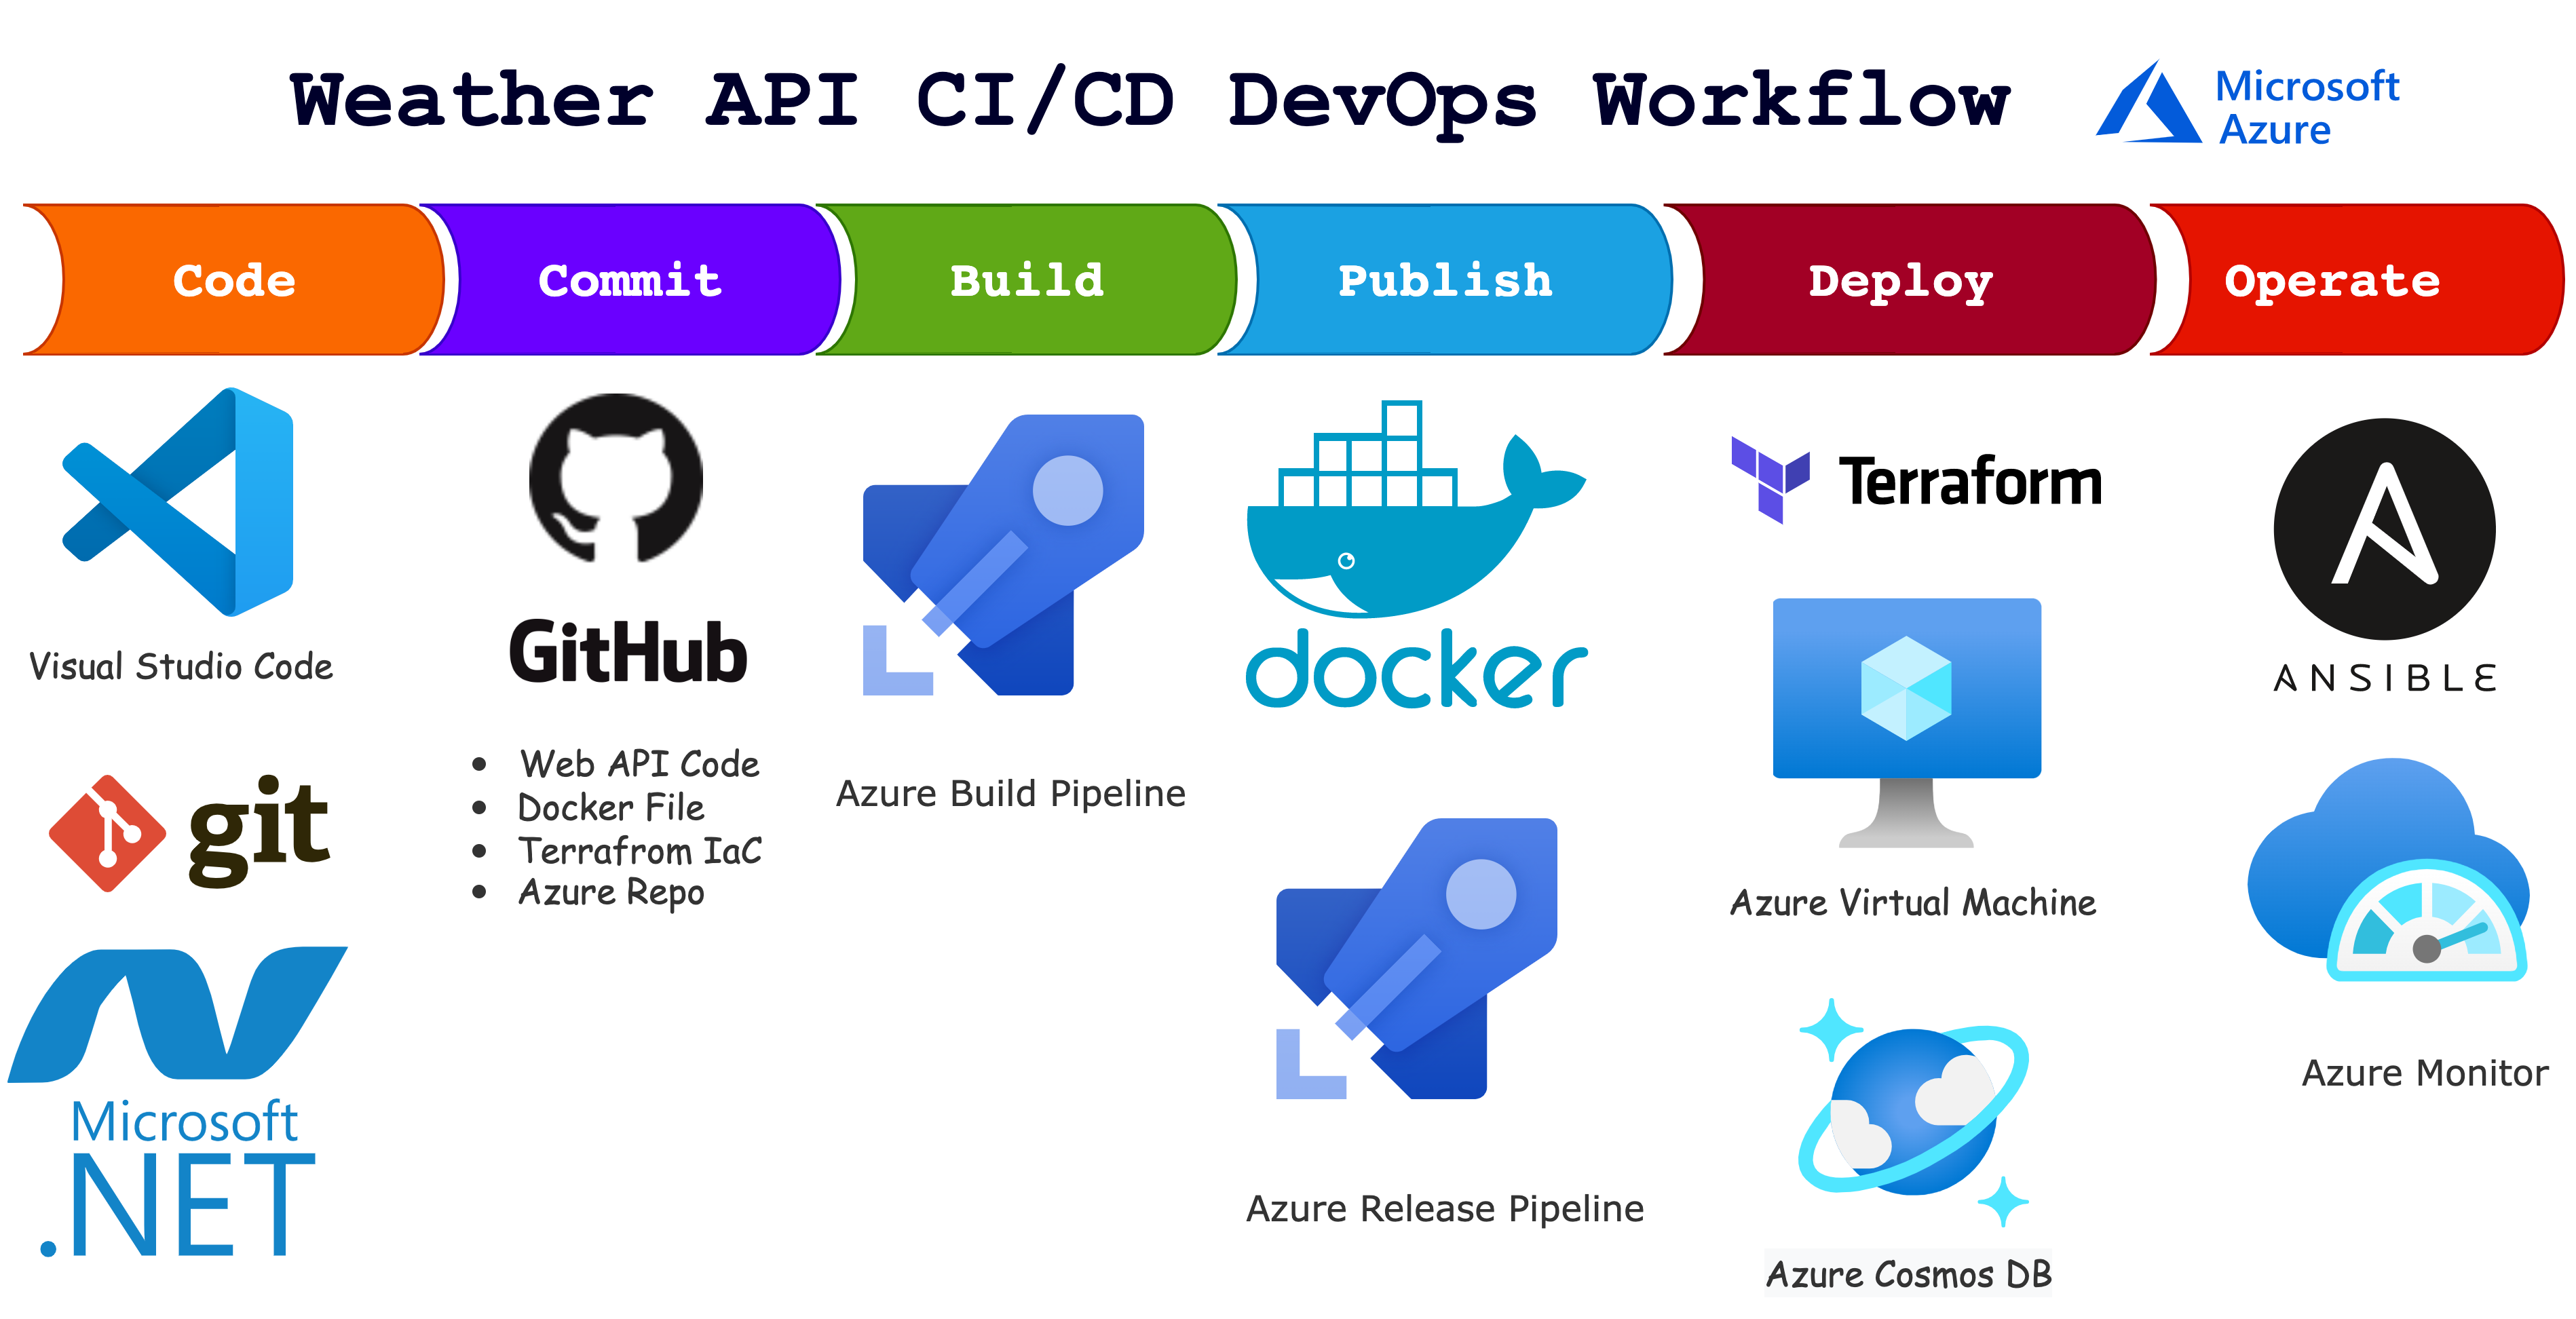 Weather API CI/CD DevOps Workflow
Microsoft
Azure
Code
Commit
Build
Publish
Deploy
Operate
Visual Studio Code
git
Microsoft
.NET
GitHub
• Web API Code
• Docker File
• Terrafrom IaC
• Azure Repo
Azure Build Pipeline
docker
Azure Release Pipeline
Terraform
Azure Virtual Machine
Azure Cosmos DB
ANSIBLE
Azure Monitor